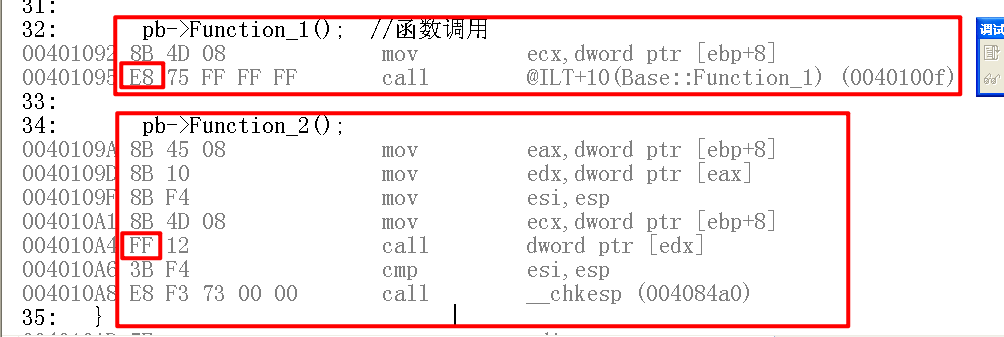 31:
32: pb->Function_1(); //函数调用
00401092 8B 4D 08 mov ecx,dword ptr [ebp+8]
00401095 E8 75 FF FF FF call @ILT+10(Base::Function_1) (0040100f)
33:
34: pb->Function_2();
0040109A 8B 45 08 mov eax,dword ptr [ebp+8]
0040109D 8B 10 mov edx,dword ptr [eax]
0040109F 8B F4 mov esi,esp
004010A1 8B 4D 08 mov ecx,dword ptr [ebp+8]
004010A4 FF 12 call dword ptr [edx]
004010A6 3B F4 cmp esi,esp
004010A8 E8 F3 73 00 00 call __chkesp (004084a0)
35: }
调试